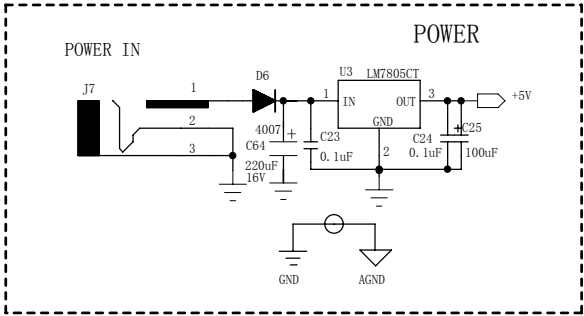 POWER
POWER IN
J7
1
2
3
D6
4007
+
C64
220uF
16V
C23
0.1uF
U3
LM7805CT
1
IN
OUT
3
GND
2
C24
0.1uF
+
C25
100uF
+5V
GND
AGND